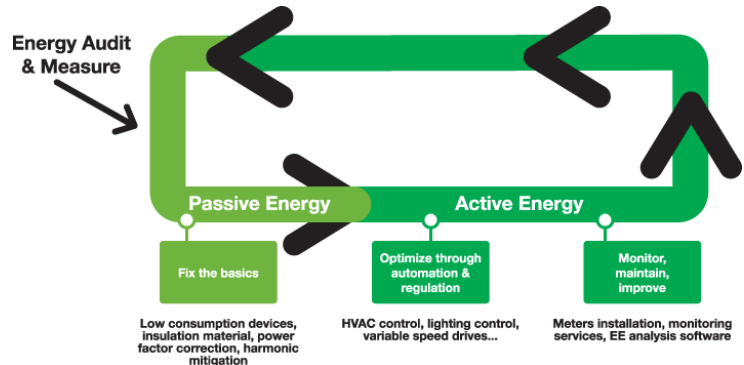 Energy Audit
& Measure
Passive Energy
Active Energy
Fix the basics
Optimize through
automation &
regulation
Monitor,
maintain,
improve
Low consumption devices,
insulation material, power
factor correction, harmonic
mitigation
HVAC control, lighting control,
variable speed drives...
Meters installation, monitoring
services, EE analysis software